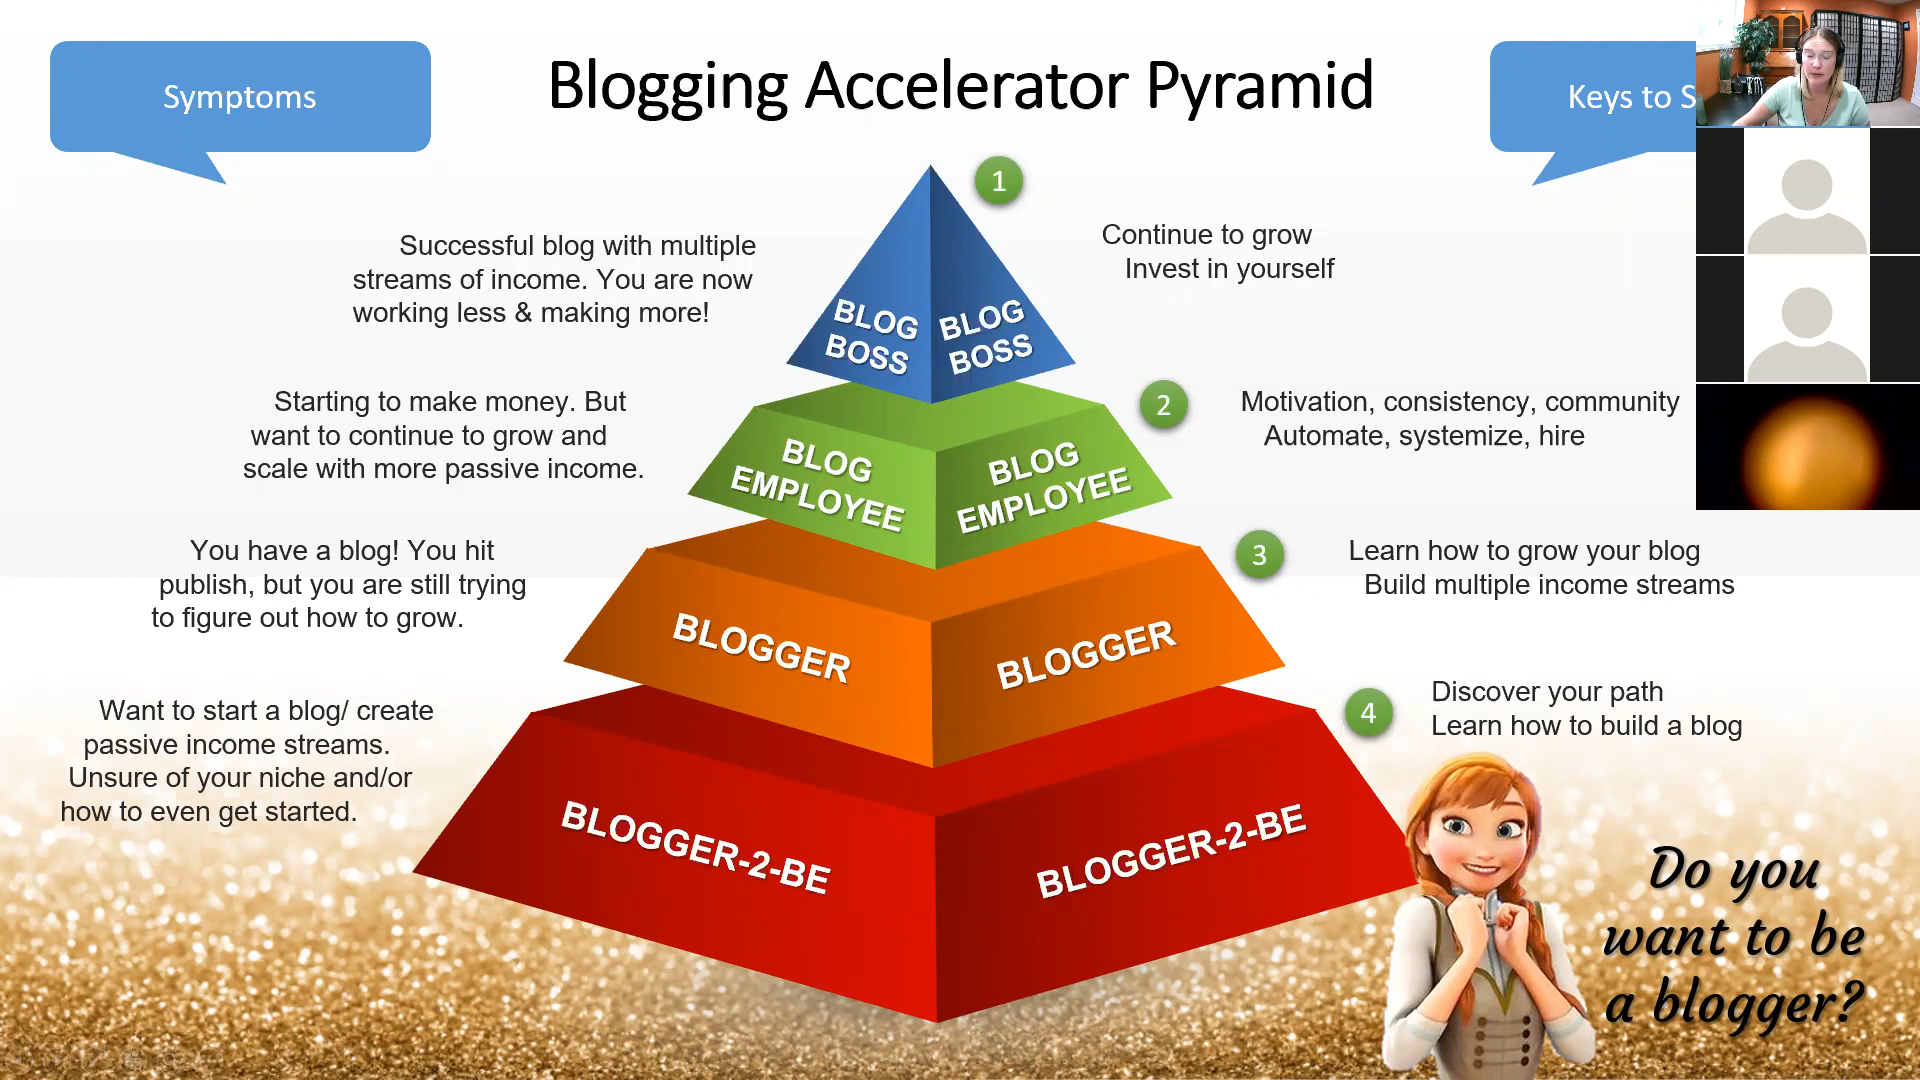 Symptoms
Blogging Accelerator Pyramid
Keys to S
1
Successful blog with multiple
streams of income. You are now
working less & making more!
Continue to grow
Invest in yourself
BLOG
BOSS
BLOG
BOSS
2
Starting to make money. But
want to continue to grow and
scale with more passive income.
Motivation, consistency, community
Automate, systemize, hire
BLOG
EMPLOYEE
BLOG
EMPLOYEE
3
You have a blog! You hit
publish, but you are still trying
to figure out how to grow.
Learn how to grow your blog
Build multiple income streams
BLOGGER
BLOGGER
4
Want to start a blog/ create
passive income streams.
Unsure of your niche and/or
how to even get started.
Discover your path
Learn how to build a blog
BLOGGER-2-BE
BLOGGER-2-BE
Do you
want to be
a blogger?